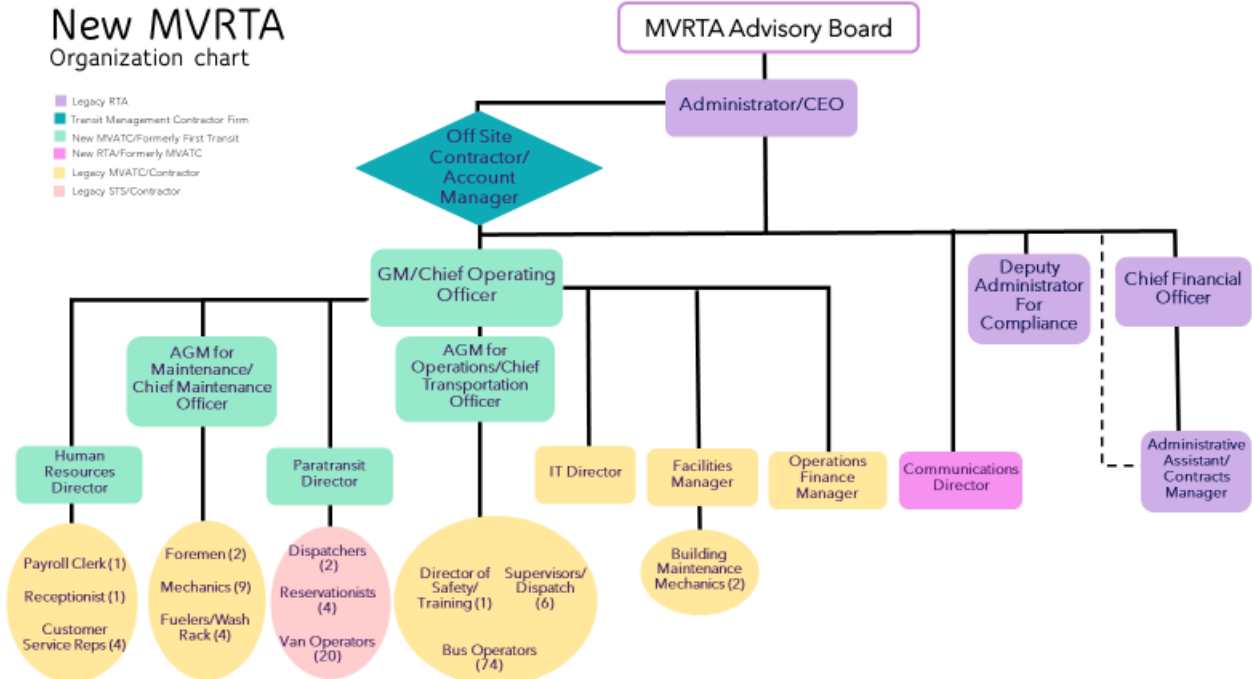 New MVRTA
Organization chart
Legacy RTA
Transit Management Contractor Firm
New MVATC/Formerly First Transit
New RTA/Formerly MVATC
Legacy MVATC/Contractor
Legacy STS/Contractor
MVRTA Advisory Board
Administrator/CEO
Off Site
Contractor/
Account
Manager
GM/Chief Operating
Officer
Deputy
Administrator
For
Compliance
Chief Financial
Officer
AGM for
Maintenance/
Chief Maintenance
Officer
AGM for
Operations/Chief
Transportation
Officer
Human
Resources
Director
Paratransit
Director
IT Director
Facilities
Manager
Operations
Finance
Manager
Communications
Director
Administrative
Assistant/
Contracts
Manager
Payroll Clerk (1)
Receptionist (1)
Customer
Service Reps (4)
Foremen (2)
Mechanics (9)
Fuelers/Wash
Rack (4)
Dispatchers
(2)
Reservationists
(4)
Van Operators
(20)
Director of
Safety/
Training (1)
Supervisors/
Dispatch
(6)
Bus Operators
(74)
Building
Maintenance
Mechanics (2)